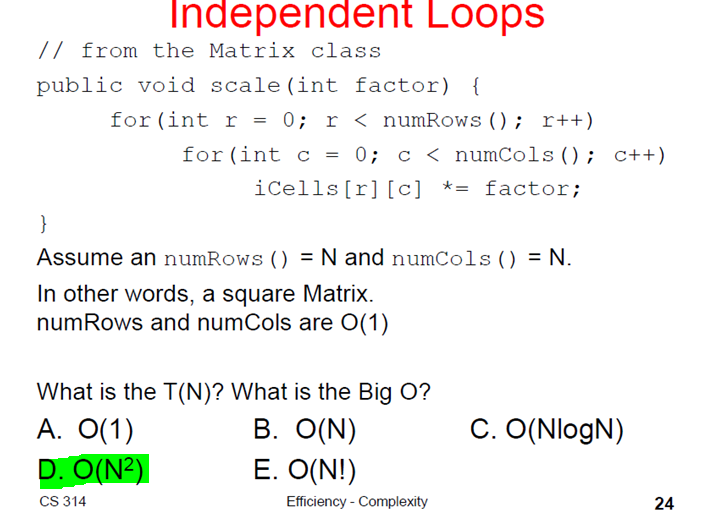 Independent Loops
// from the Matrix class
public void scale(int factor) {
for(int r = 0; r < numRows(); r++)
for(int c = 0; c < numCols(); c++)
iCells[r][c] *= factor;
}
Assume an numRows() = N and numCols() = N.
In other words, a square Matrix.
numRows and numCols are O(1)
What is the T(N)? What is the Big O?
A. O(1) B. O(N) C. O(NlogN)
D. O(N²) E. O(N!)
CS 314 Efficiency - Complexity 24